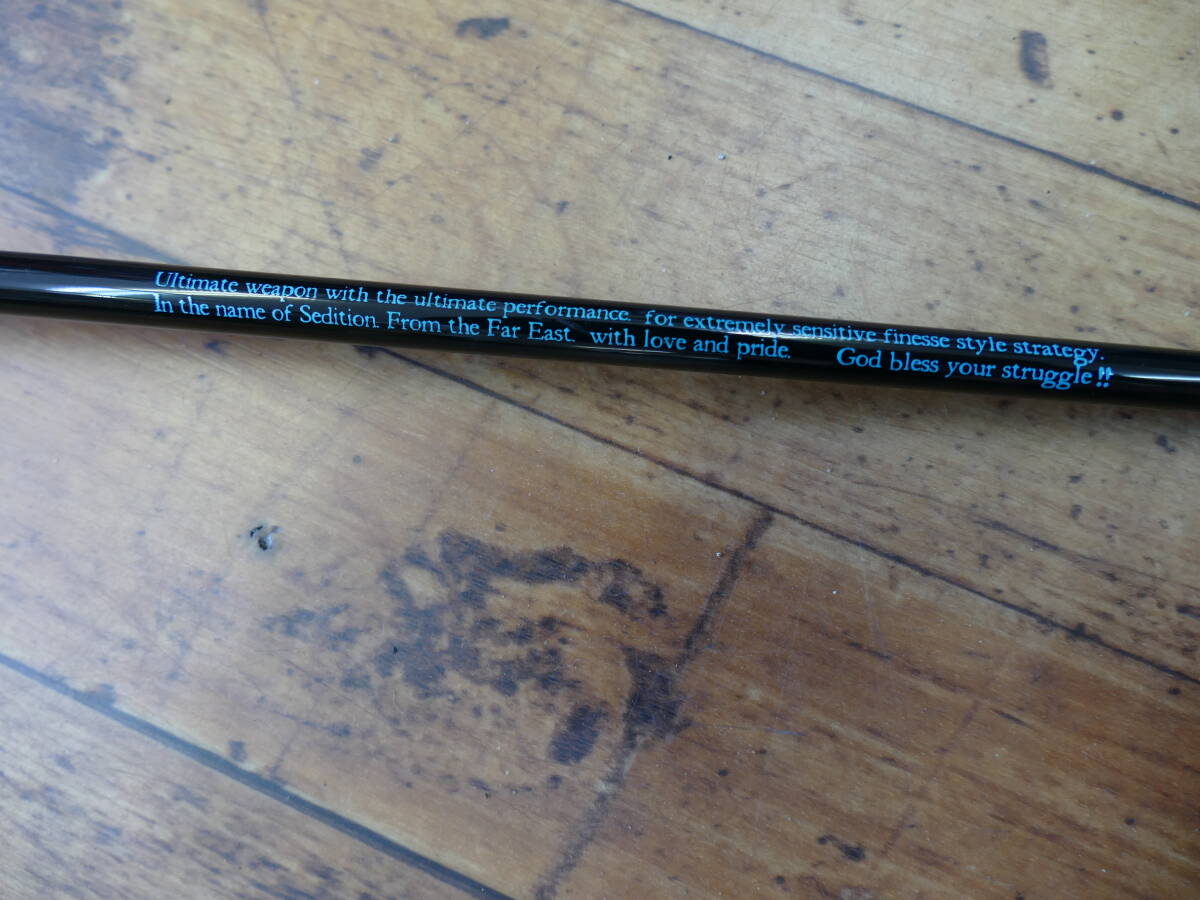 Ultimate weapon with the ultimate performance. for extremely sensitive finesse style strategy.
In the name of Sedition. From the Far East. with love and pride. God bless your struggle!!